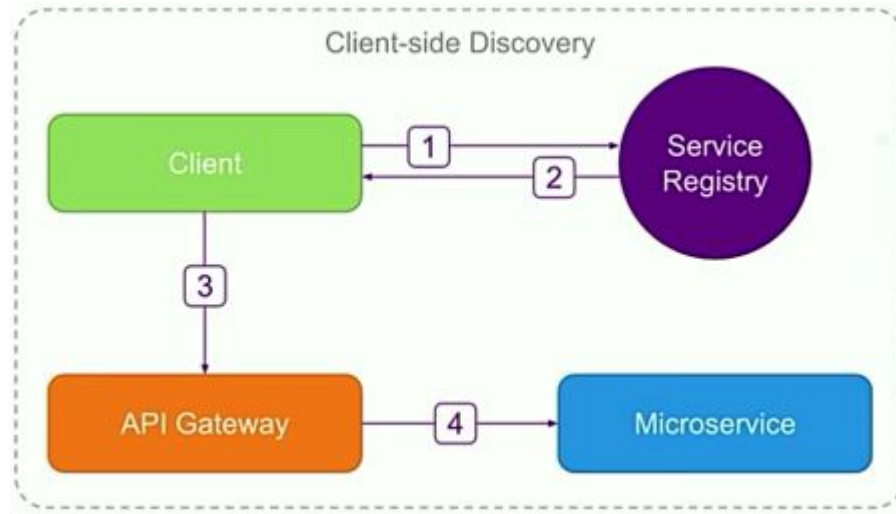 Client-side Discovery
Client
1
2
Service
Registry
3
API Gateway
4
Microservice